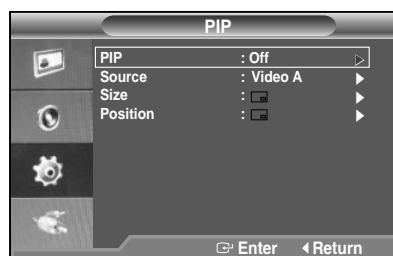 PIP
PIP : Off
Source : Video A
Size :
Position :
Enter Return